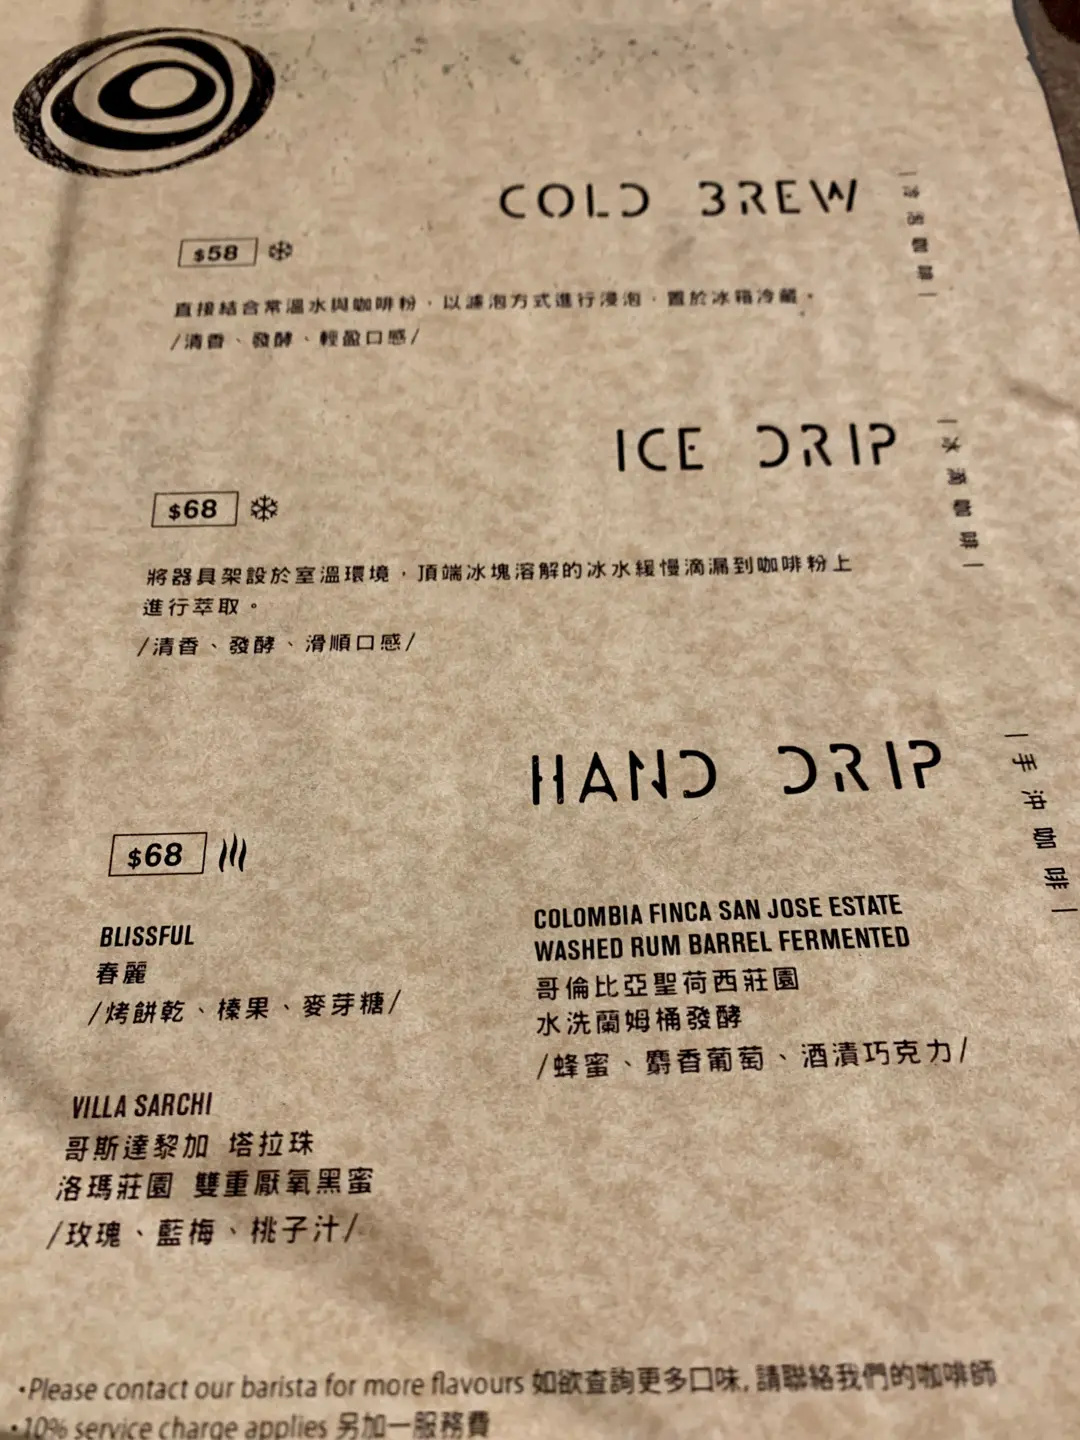 COLD BREW
$58
直接結合常溫水與咖啡粉，以濾泡方式進行浸泡，置於冰箱冷藏。
/清香、發酵、輕盈口感/
ICE DRIP
冰滴咖啡
$68
將器具架設於室溫環境，頂端冰塊溶解的冰水緩慢滴漏到咖啡粉上
進行萃取。
/清香、發酵、滑順口感/
HAND DRIP
手沖咖啡
$68
BLISSFUL
春麗
/烤餅乾、榛果、麥芽糖/
VILLA SARCHI
哥斯達黎加 塔拉珠
洛瑪莊園 雙重厭氧黑蜜
/玫瑰、藍梅、桃子汁/
COLOMBIA FINCA SAN JOSE ESTATE
WASHED RUM BARREL FERMENTED
哥倫比亞聖荷西莊園
水洗蘭姆桶發酵
/蜂蜜、麝香葡萄、酒漬巧克力/
•Please contact our barista for more flavours 如欲查詢更多口味, 請聯絡我們的咖啡師
•10% service charge applies 另加一服務費